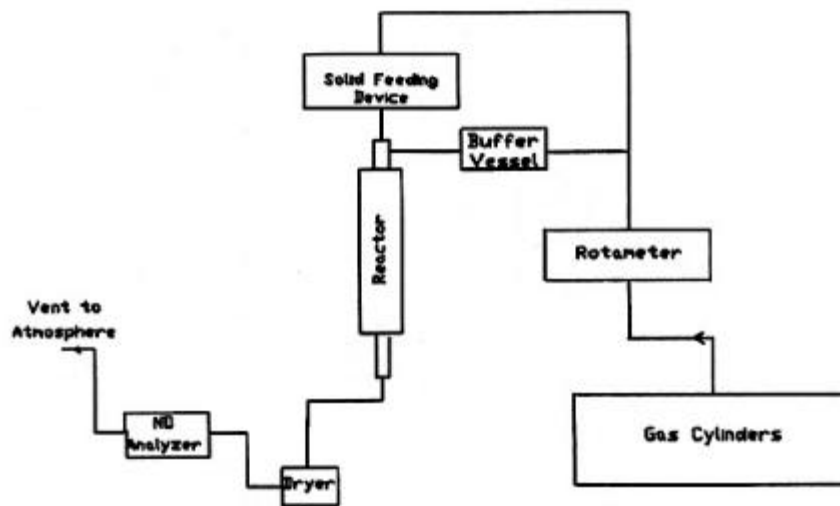 Solid Feeding
Device
Buffer
Vessel
Reactor
Rotameter
Vent to
Atmosphere
NO
Analyzer
Gas Cylinders
Dryer